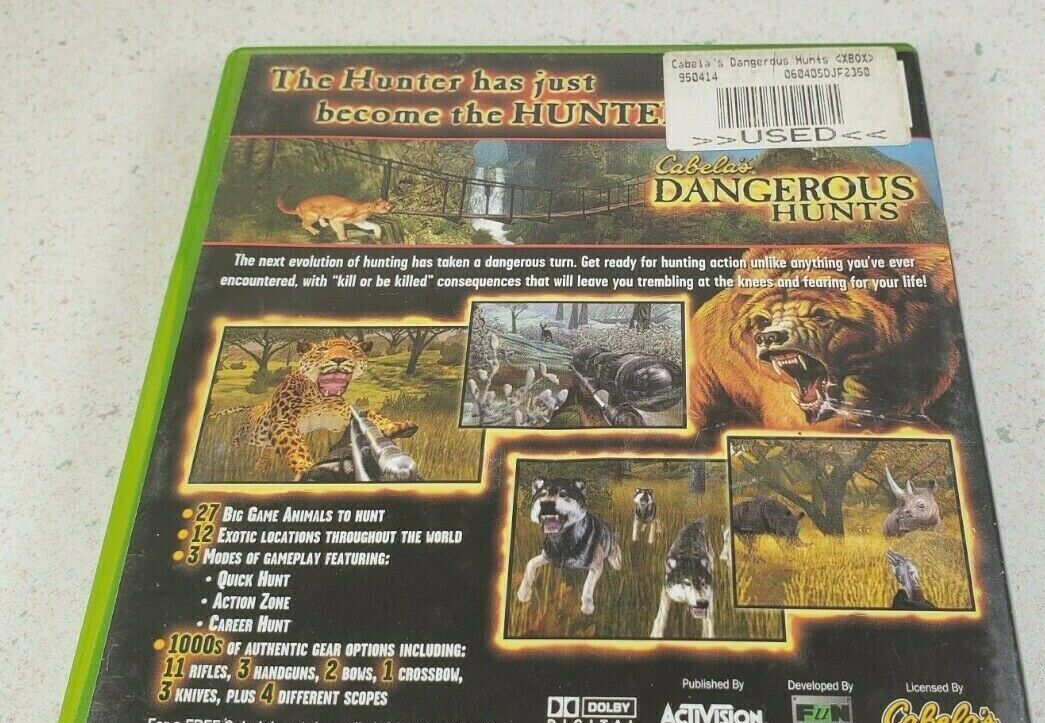 The Hunter has just
become the HUNTE
Cabela's Dangerous Hunts <XBOX>
950414 060405DJF2350
>>USED<<
Cabela's
DANGEROUS
HUNTS
The next evolution of hunting has taken a dangerous turn. Get ready for hunting action unlike anything you've ever
encountered, with "kill or be killed" consequences that will leave you trembling at the knees and fearing for your life!
• 27 Big Game Animals to hunt
• 12 Exotic locations throughout the world
• 3 Modes of gameplay featuring:
• Quick Hunt
• Action Zone
• Career Hunt
• 1000s of authentic gear options including:
11 rifles, 3 handguns, 2 bows, 1 crossbow,
3 knives, plus 4 different scopes
DOLBY
DIGITAL
Published By
ACTIVISION
Developed By
FUN
Licensed By
Cabela's